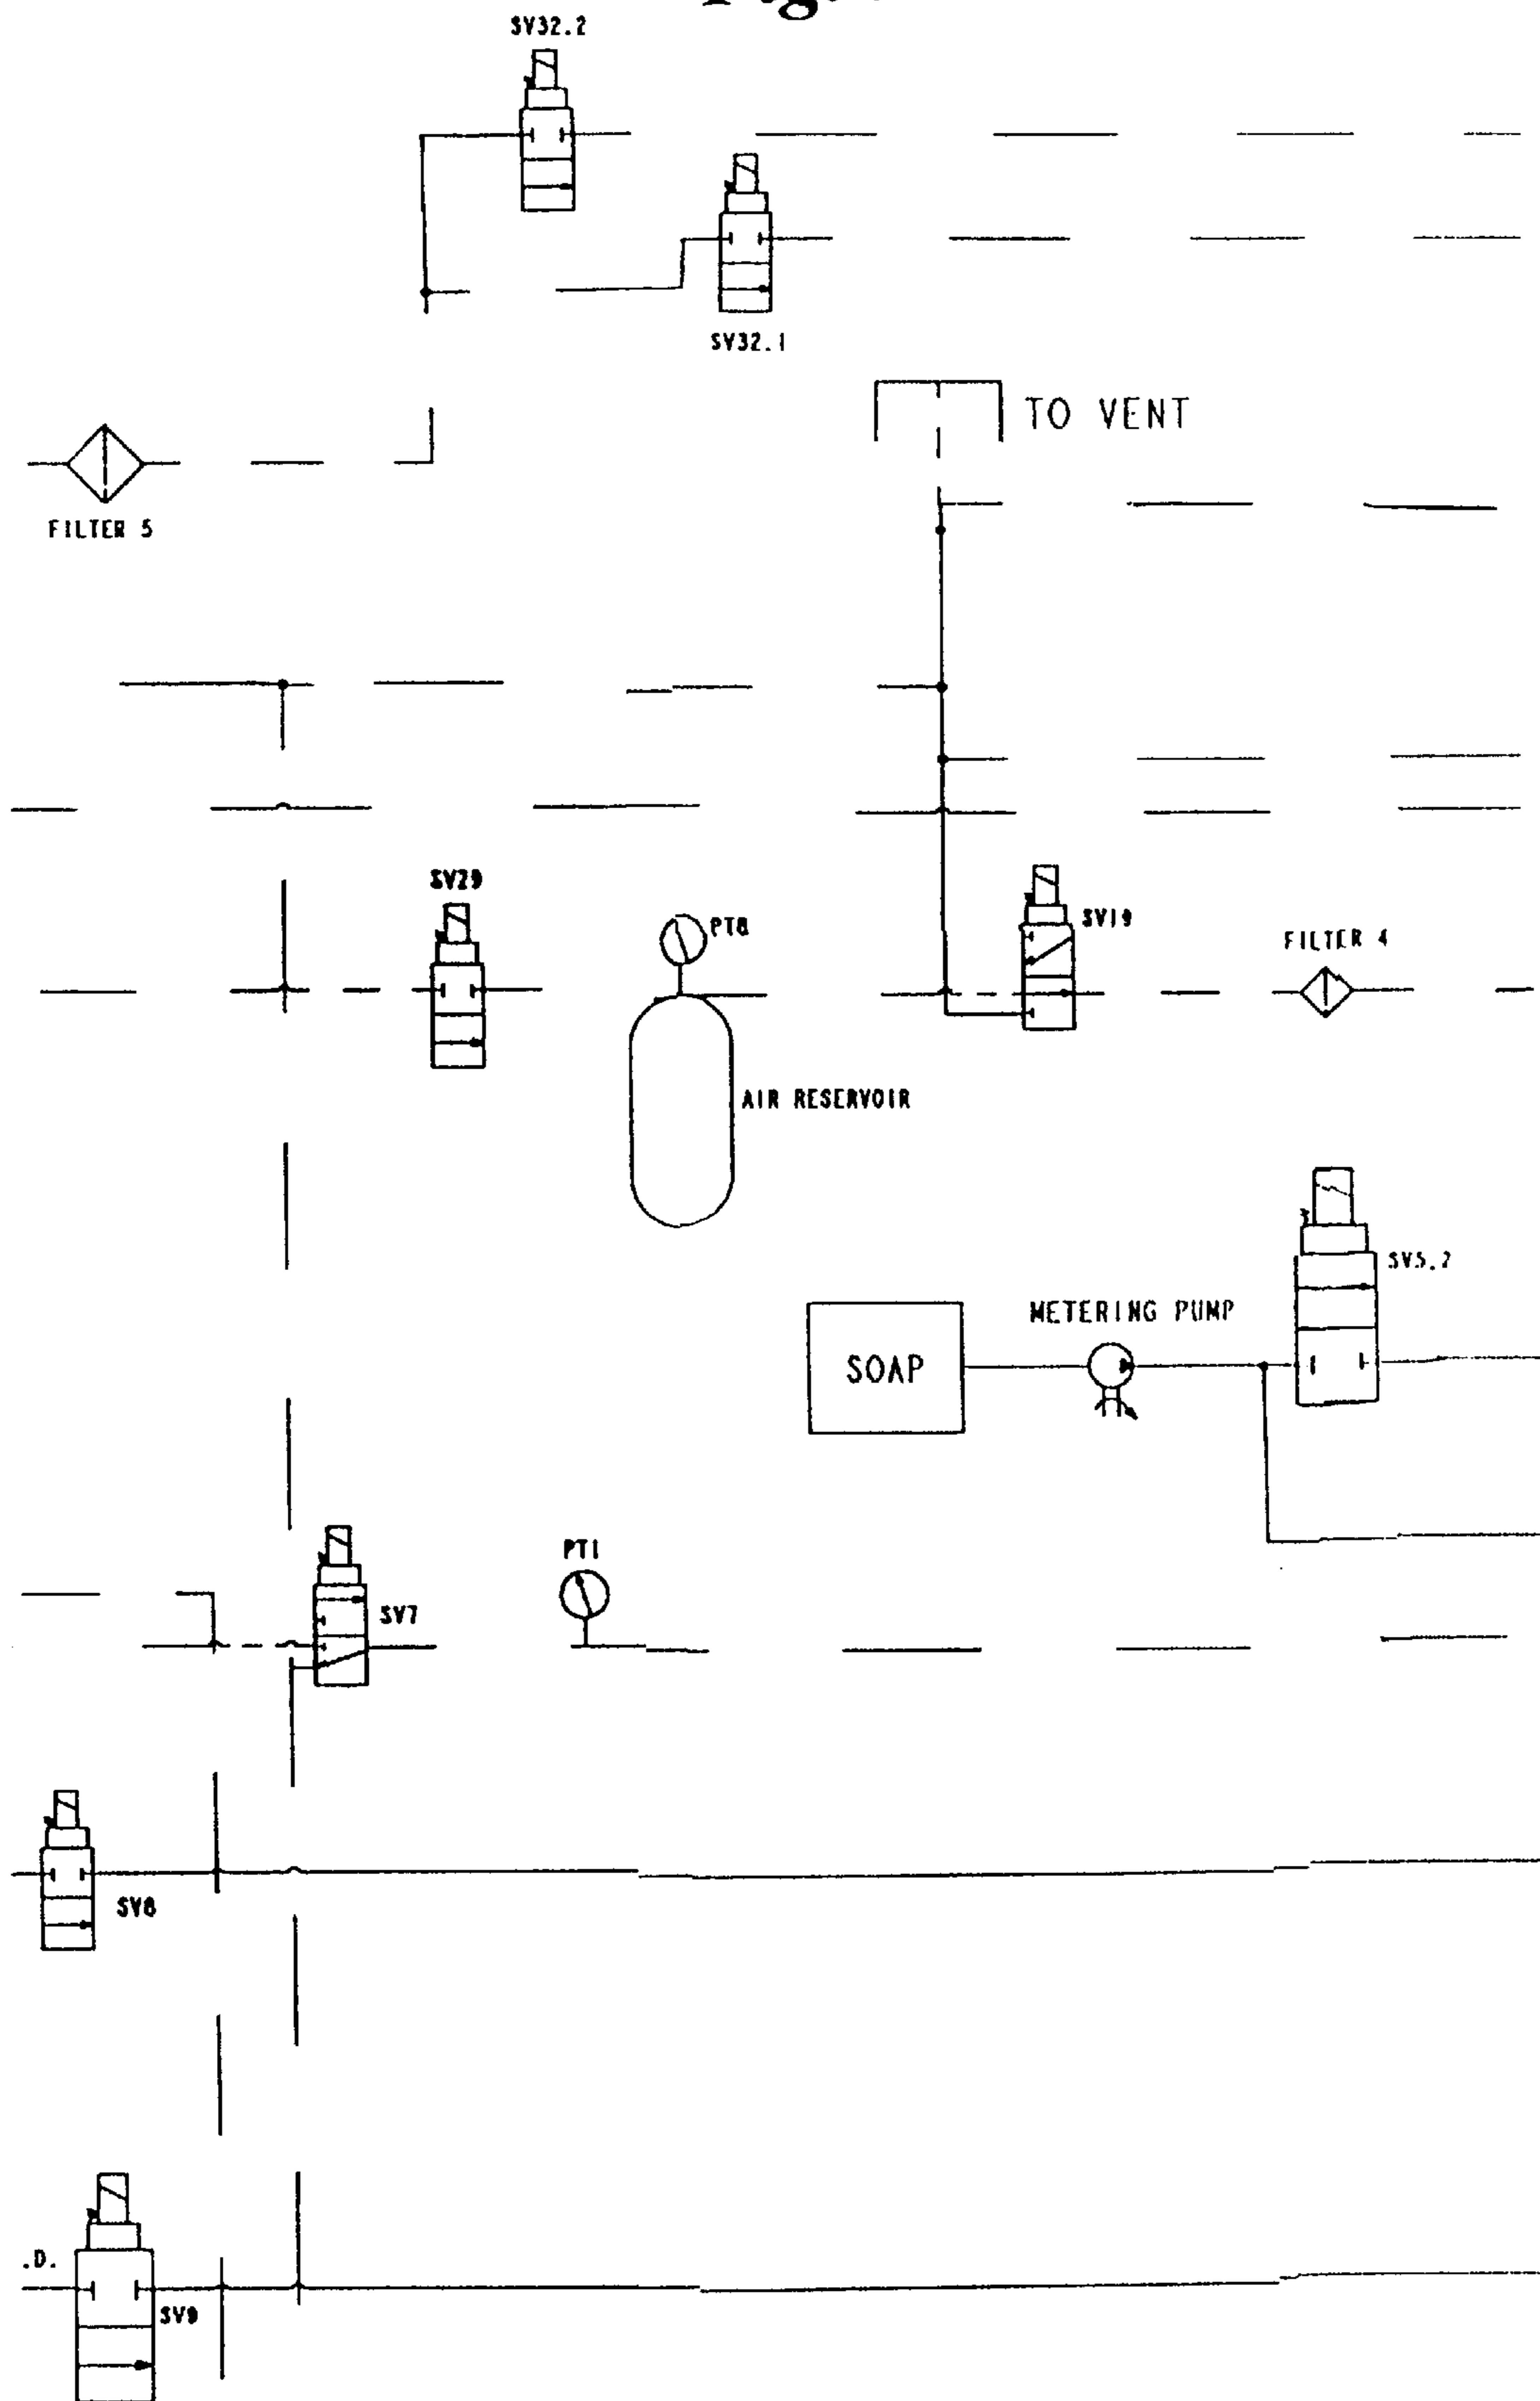 SV32.2
SV32.1
TO VENT
FILTER 5
SV29
PT8
SV19
FILTER 4
AIR RESERVOIR
SV5.2
METERING PUMP
SOAP
PT1
SV7
SV8
.D.
SV9